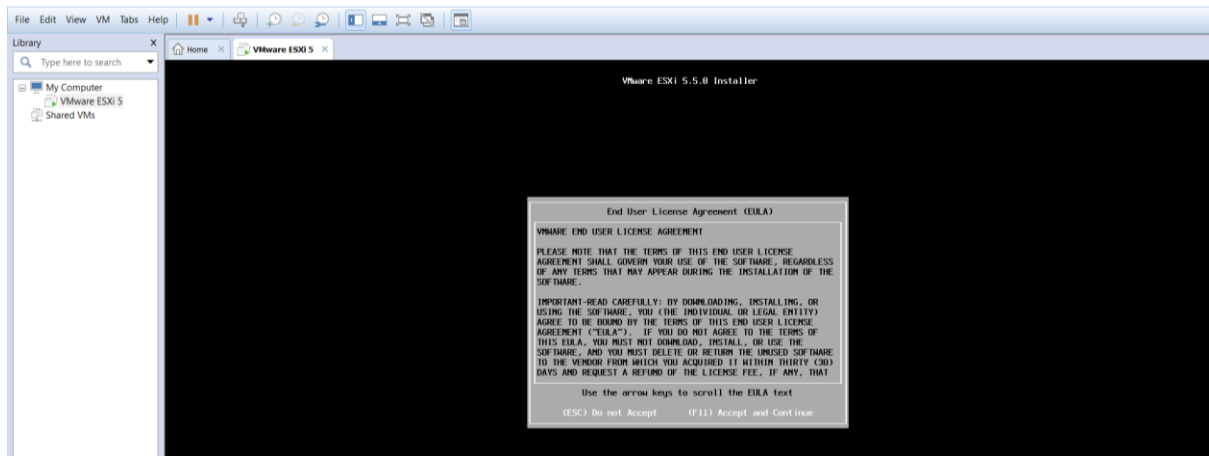 File Edit View VM Tabs Help
Library X
Home × VMware ESXi 5 ×
Type here to search
My Computer
VMware ESXi 5
Shared VMs
VMware ESXi 5.5.0 Installer
End User License Agreement (EULA)
VMWARE END USER LICENSE AGREEMENT
PLEASE NOTE THAT THE TERMS OF THIS END USER LICENSE
AGREEMENT SHALL GOVERN YOUR USE OF THE SOFTWARE, REGARDLESS
OF ANY TERMS THAT MAY APPEAR DURING THE INSTALLATION OF THE
SOFTWARE.
IMPORTANT-READ CAREFULLY: BY DOWNLOADING, INSTALLING, OR
USING THE SOFTWARE, YOU (THE INDIVIDUAL OR LEGAL ENTITY)
AGREE TO BE BOUND BY THE TERMS OF THIS END USER LICENSE
AGREEMENT ("EULA"). IF YOU DO NOT AGREE TO THE TERMS OF
THIS EULA, YOU MUST NOT DOWNLOAD, INSTALL, OR USE THE
SOFTWARE, AND YOU MUST DELETE OR RETURN THE UNUSED SOFTWARE
TO THE VENDOR FROM WHICH YOU ACQUIRED IT WITHIN THIRTY (30)
DAYS AND REQUEST A REFUND OF THE LICENSE FEE, IF ANY, THAT
Use the arrow keys to scroll the EULA text
(ESC) Do not Accept (F11) Accept and Continue